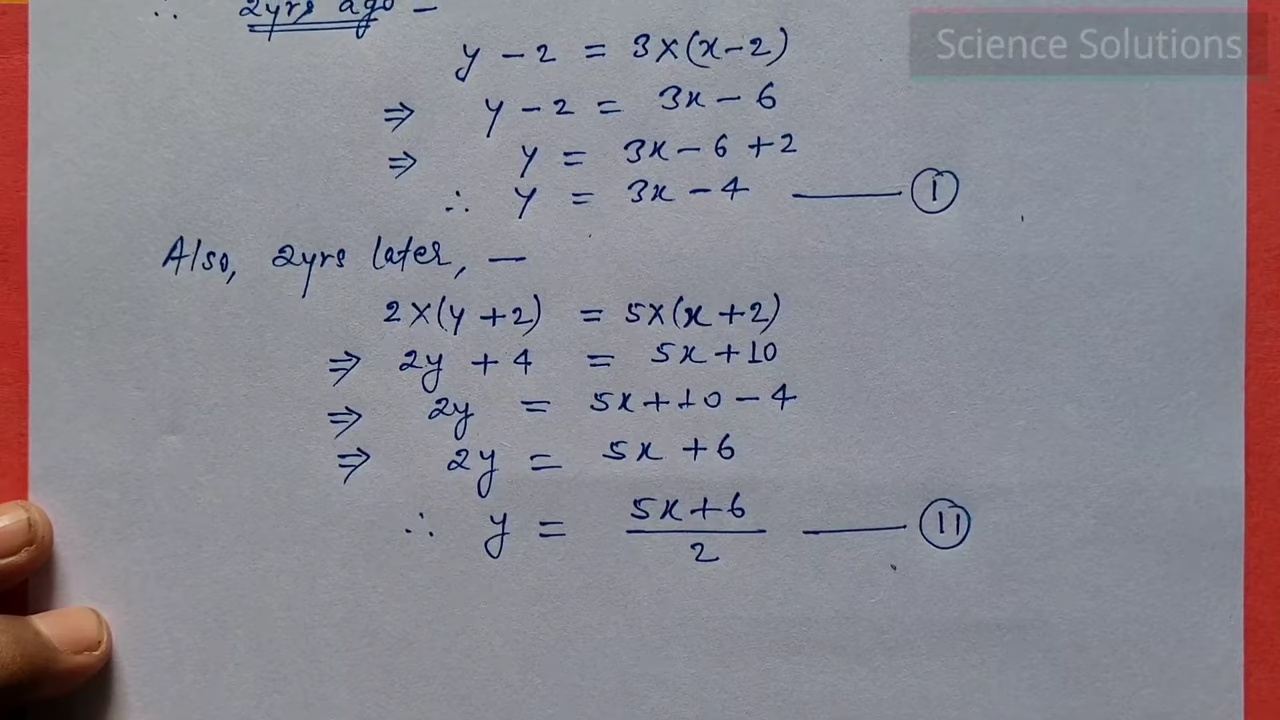 ∴ 2yrs ago –
Science Solutions
y – 2 = 3×(x–2)
⇒ y – 2 = 3x – 6
⇒ y = 3x – 6 + 2
∴ y = 3x – 4 —— I
Also, 2yrs later, —
2×(y + 2) = 5×(x + 2)
⇒ 2y + 4 = 5x + 10
⇒ 2y = 5x + 10 – 4
⇒ 2y = 5x + 6
∴ y = (5x + 6)/2 —— II